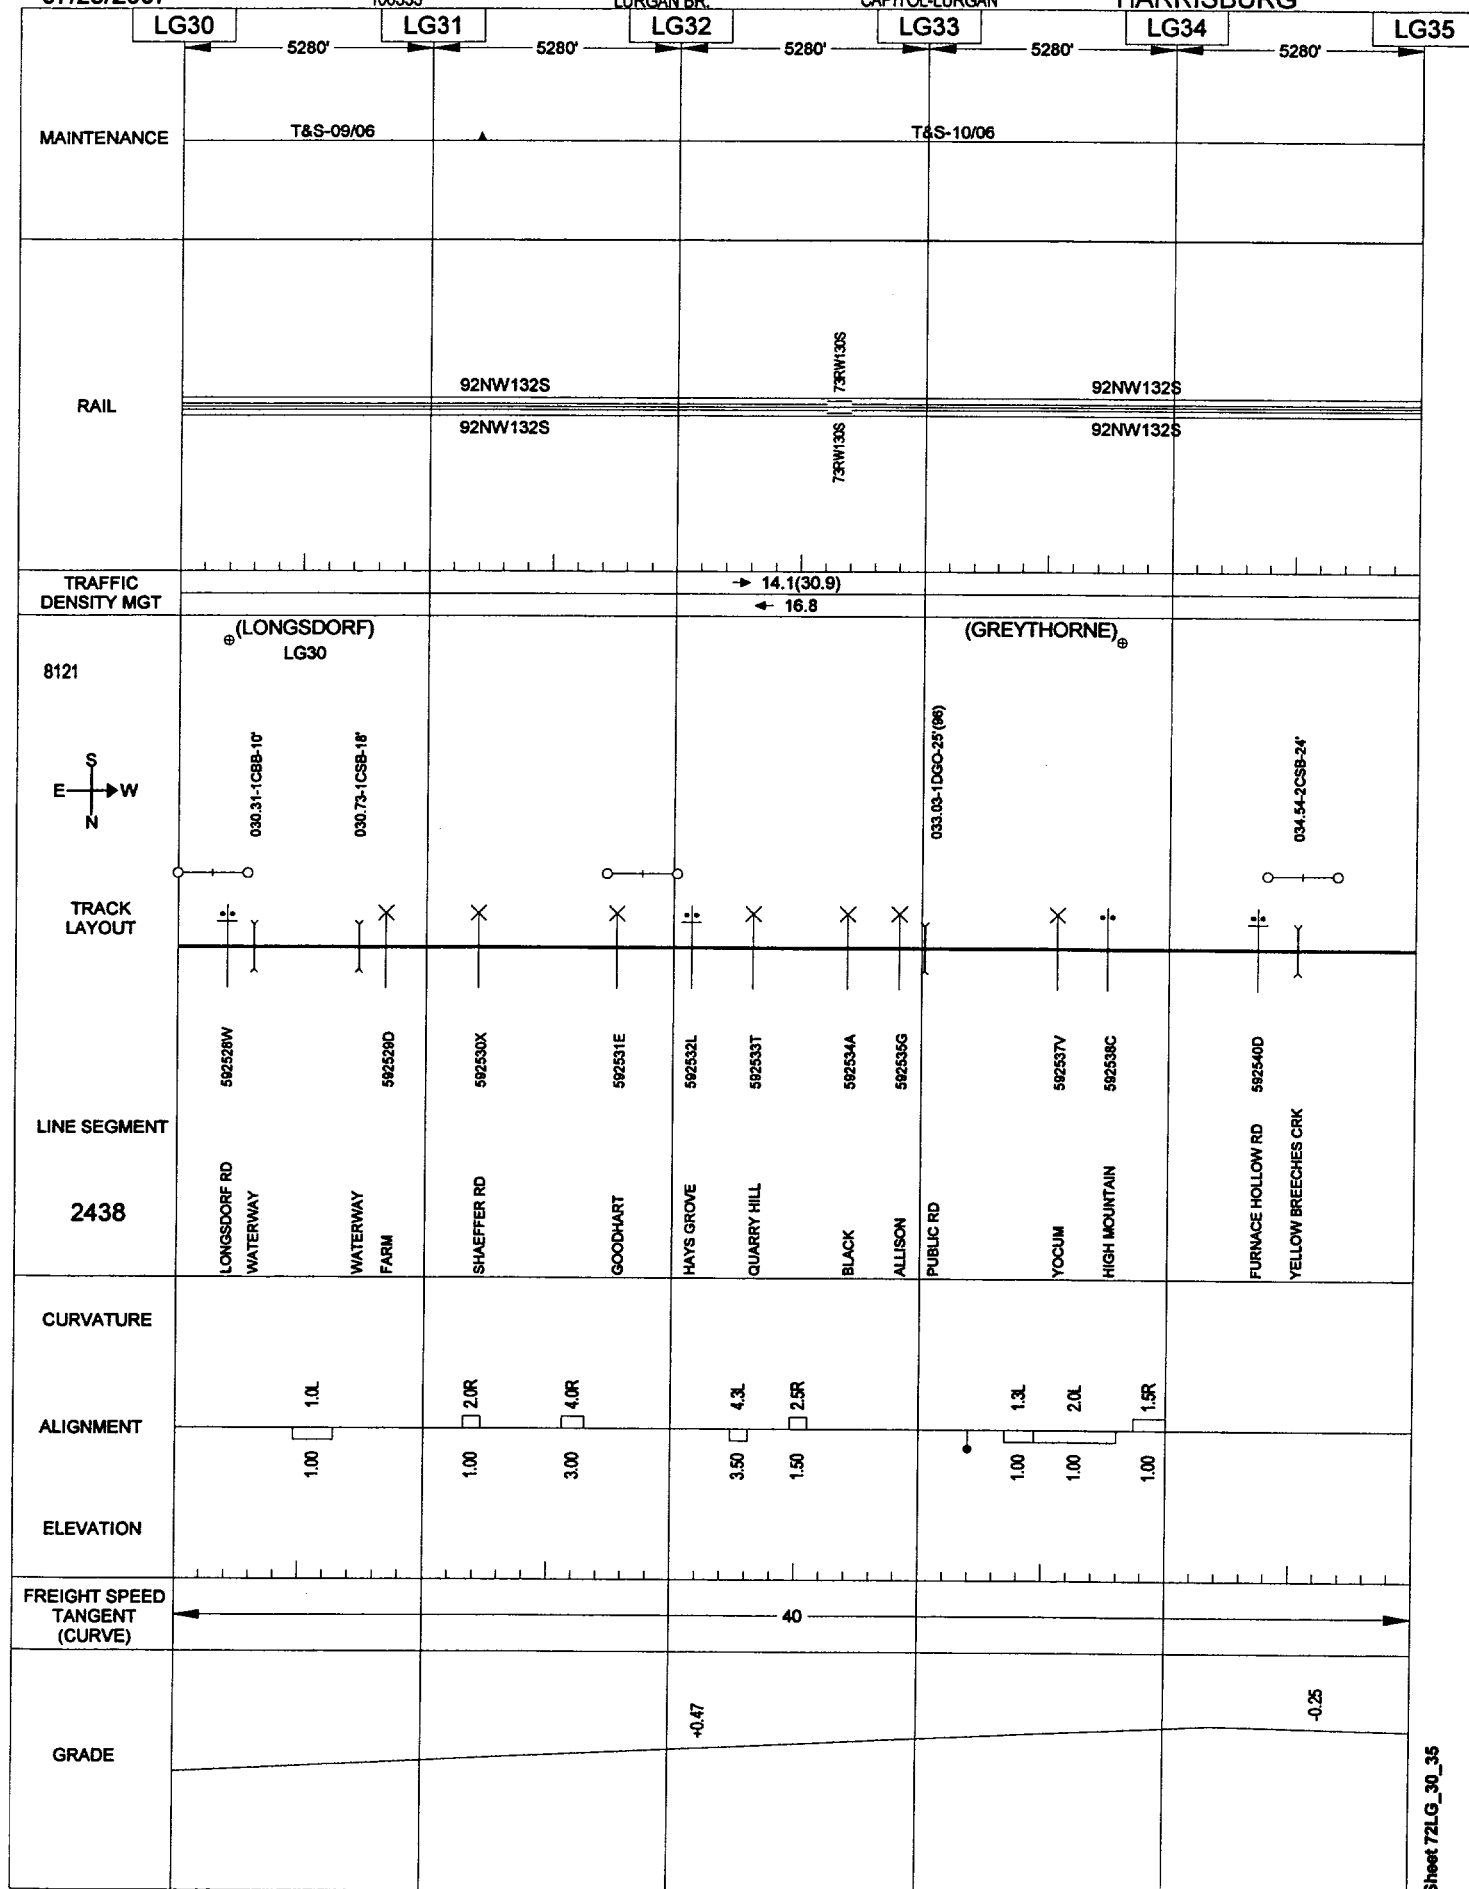 LURGAN BR.
CAPITOL-LURGAN
HARRISBURG
LG30
LG31
LG32
LG33
LG34
LG35
5280'
5280'
5280'
5280'
5280'
MAINTENANCE
T&S-09/06
T&S-10/06
RAIL
92NW132S
92NW132S
73RW130S
73RW130S
92NW132S
92NW132S
TRAFFIC
DENSITY MGT
14.1(30.9)
16.8
(LONGSDORF)
LG30
(GREYTHORNE)
8121
S
E W
N
030.31-1CBB-10'
030.73-1CSB-18'
033.03-1DGO-25'(96)
034.54-2CSB-24'
TRACK
LAYOUT
592528W
592529D
592530X
592531E
592532L
592533T
592534A
592535G
592537V
592538C
592540D
LINE SEGMENT
2438
LONGSDORF RD
WATERWAY
WATERWAY
FARM
SHAEFFER RD
GOODHART
HAYS GROVE
QUARRY HILL
BLACK
ALLISON
PUBLIC RD
YOCUM
HIGH MOUNTAIN
FURNACE HOLLOW RD
YELLOW BREECHES CRK
CURVATURE
1.0L
2.0R
4.0R
4.3L
2.5R
1.3L
2.0L
1.5R
ALIGNMENT
1.00
1.00
3.00
3.50
1.50
1.00
1.00
1.00
ELEVATION
FREIGHT SPEED
TANGENT
(CURVE)
40
GRADE
+0.47
-0.25
Sheet 72LG_30_35